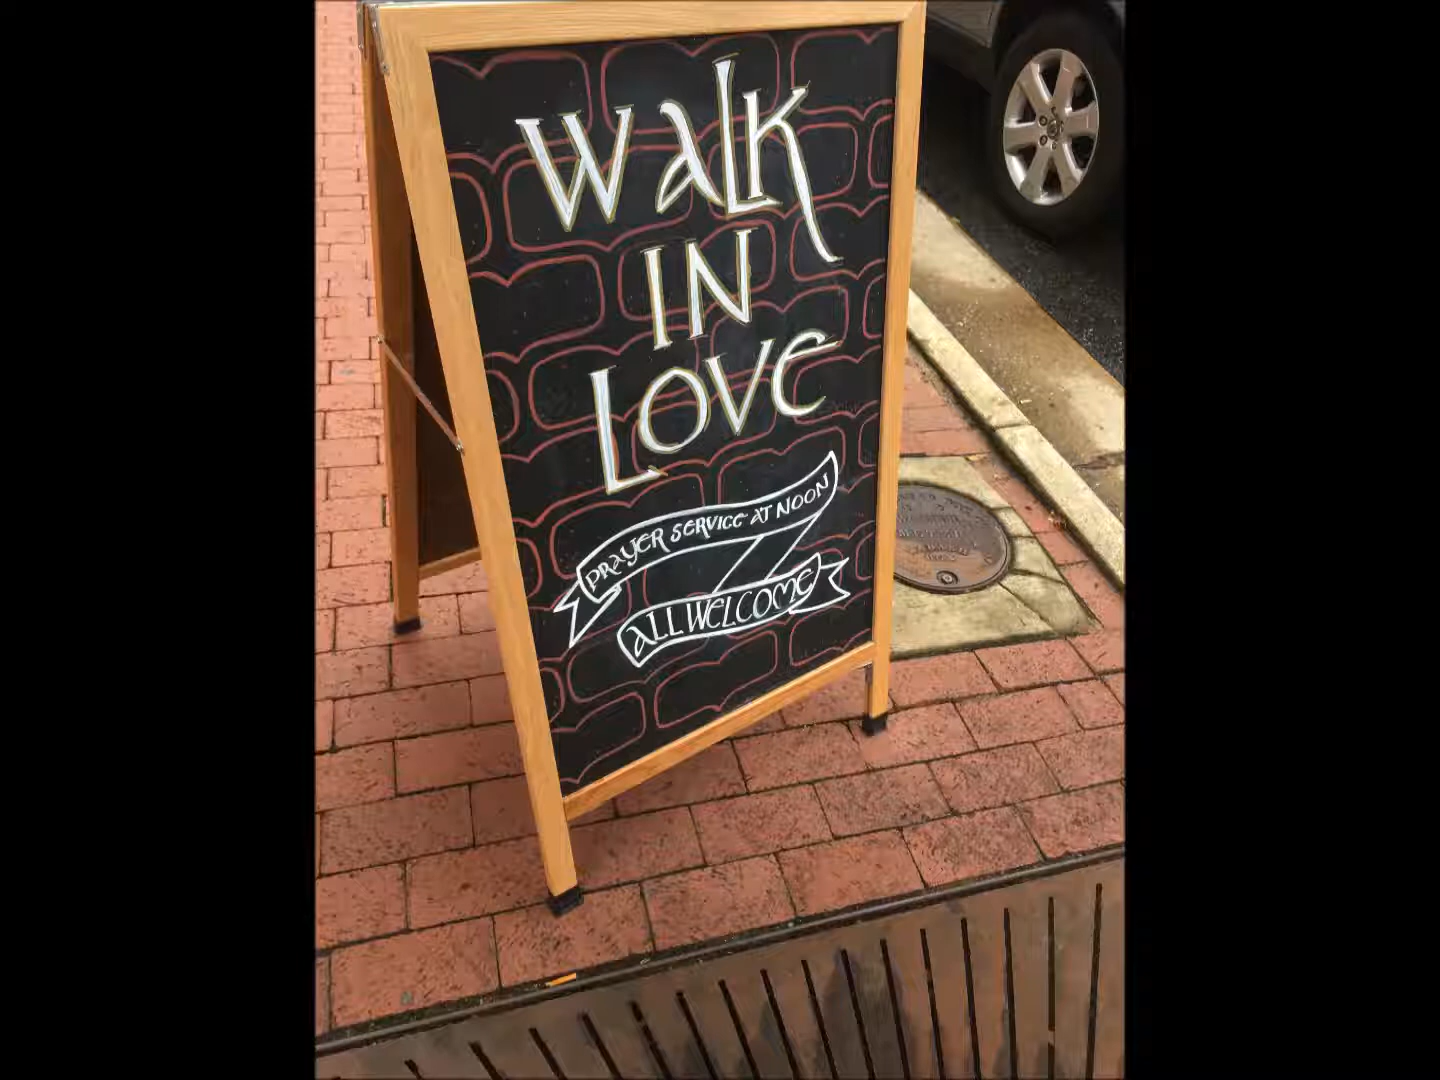 WALK
IN
LOVE
PRAYER SERVICE AT NOON
ALL WELCOME